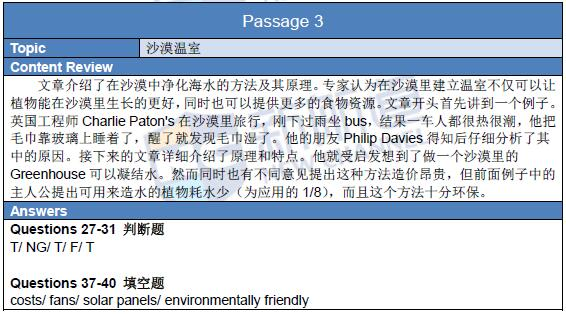 Passage 3
Topic 沙漠温室
Content Review
文章介绍了在沙漠中净化海水的方法及其原理。专家认为在沙漠里建立温室不仅可以让
植物能在沙漠里生长的更好，同时也可以提供更多的食物资源。文章开头首先讲到一个例子。
英国工程师 Charlie Paton's 在沙漠里旅行，刚下过雨坐 bus，结果一车人都很热很潮，他把
毛巾靠玻璃上睡着了，醒了就发现毛巾湿了。他的朋友 Philip Davies 得知后仔细分析了其
中的原因。接下来的文章详细介绍了原理和特点。他就受启发想到了做一个沙漠里的
Greenhouse 可以凝结水。然而同时也有不同意见提出这种方法造价昂贵，但前面例子中的
主人公提出可用来造水的植物耗水少（为应用的 1/8），而且这个方法十分环保。
Answers
Questions 27-31 判断题
T/ NG/ T/ F/ T
Questions 37-40 填空题
costs/ fans/ solar panels/ environmentally friendly